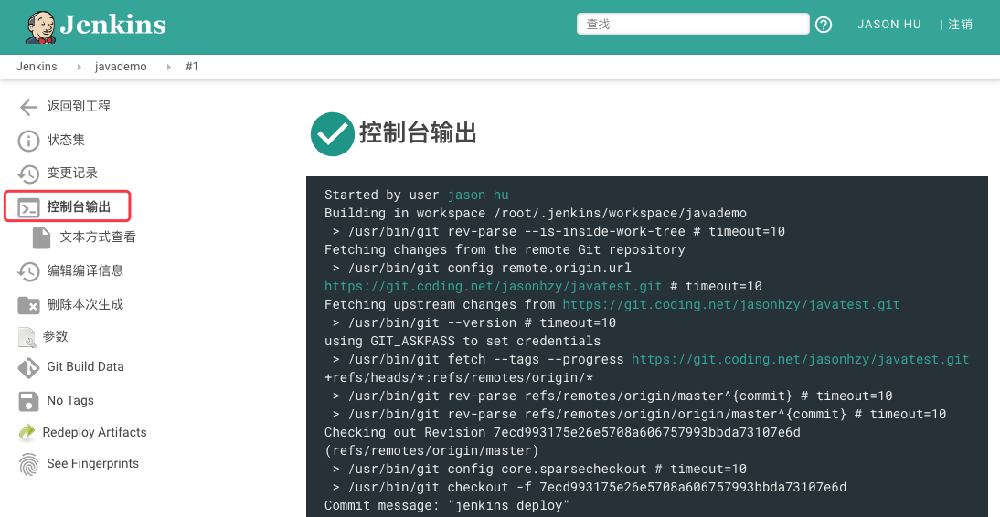 Jenkins
查找
JASON HU | 注销
Jenkins javademo #1
返回到工程
状态集
变更记录
控制台输出
文本方式查看
编辑编译信息
删除本次生成
参数
Git Build Data
No Tags
Redeploy Artifacts
See Fingerprints
控制台输出
Started by user jason hu
Building in workspace /root/.jenkins/workspace/javademo
> /usr/bin/git rev-parse --is-inside-work-tree # timeout=10
Fetching changes from the remote Git repository
> /usr/bin/git config remote.origin.url
https://git.coding.net/jasonhzy/javatest.git # timeout=10
Fetching upstream changes from https://git.coding.net/jasonhzy/javatest.git
> /usr/bin/git --version # timeout=10
using GIT_ASKPASS to set credentials
> /usr/bin/git fetch --tags --progress https://git.coding.net/jasonhzy/javatest.git
+refs/heads/*:refs/remotes/origin/*
> /usr/bin/git rev-parse refs/remotes/origin/master^{commit} # timeout=10
> /usr/bin/git rev-parse refs/remotes/origin/origin/master^{commit} # timeout=10
Checking out Revision 7ecd993175e26e5708a606757993bbda73107e6d
(refs/remotes/origin/master)
> /usr/bin/git config core.sparsecheckout # timeout=10
> /usr/bin/git checkout -f 7ecd993175e26e5708a606757993bbda73107e6d
Commit message: "jenkins deploy"